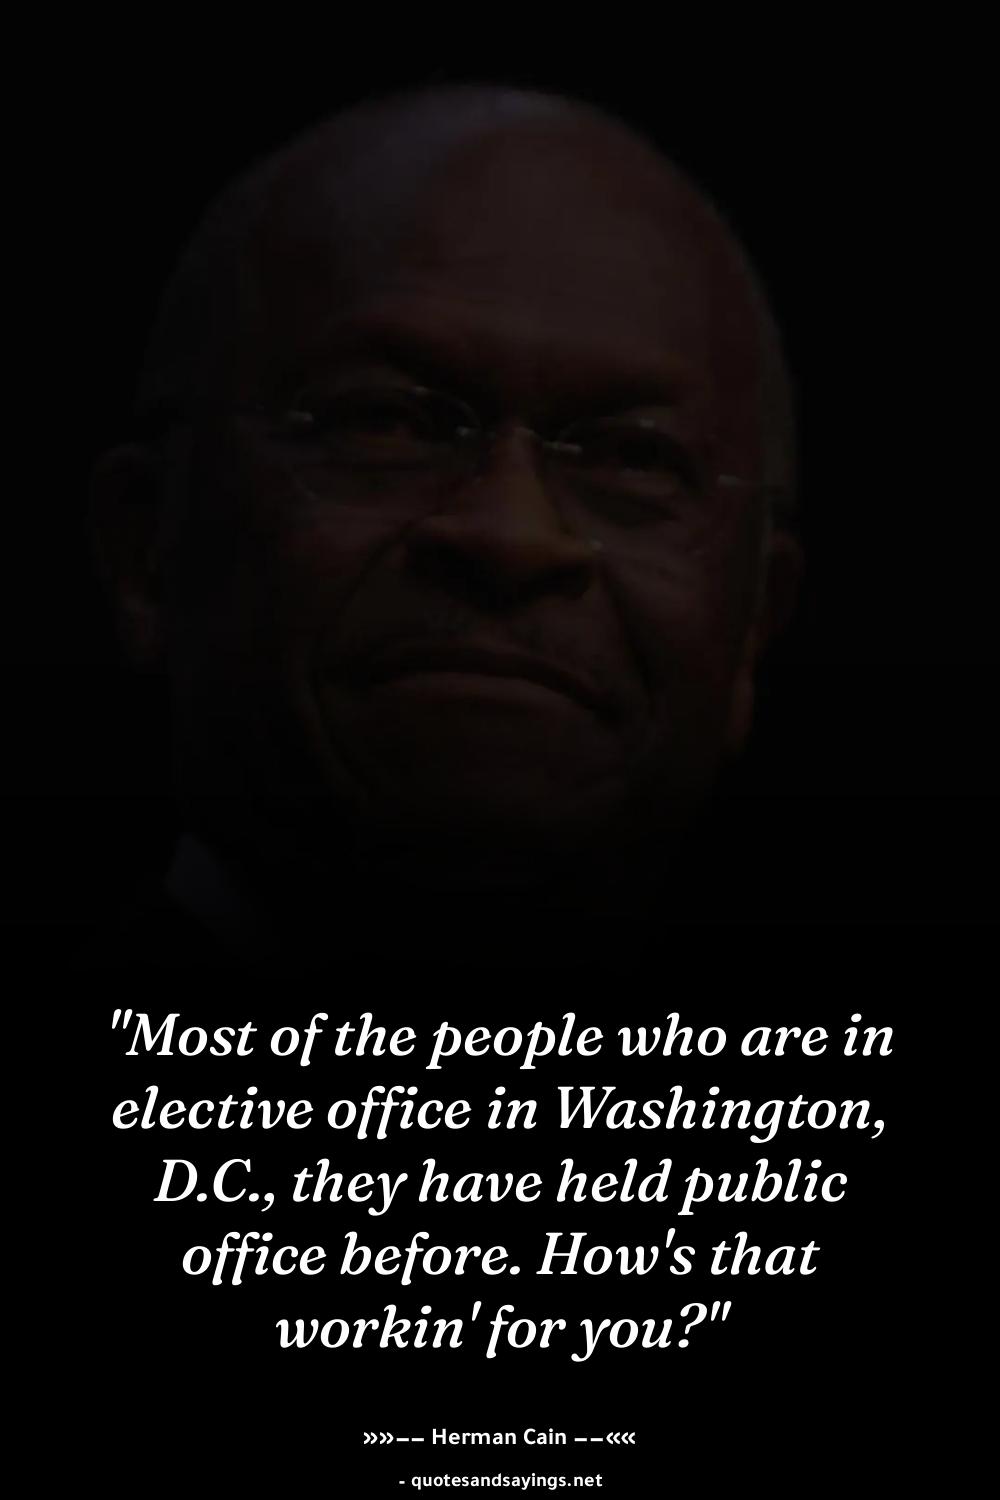 "Most of the people who are in
elective office in Washington,
D.C., they have held public
office before. How's that
workin' for you?"
»»−− Herman Cain −−««
- quotesandsayings.net